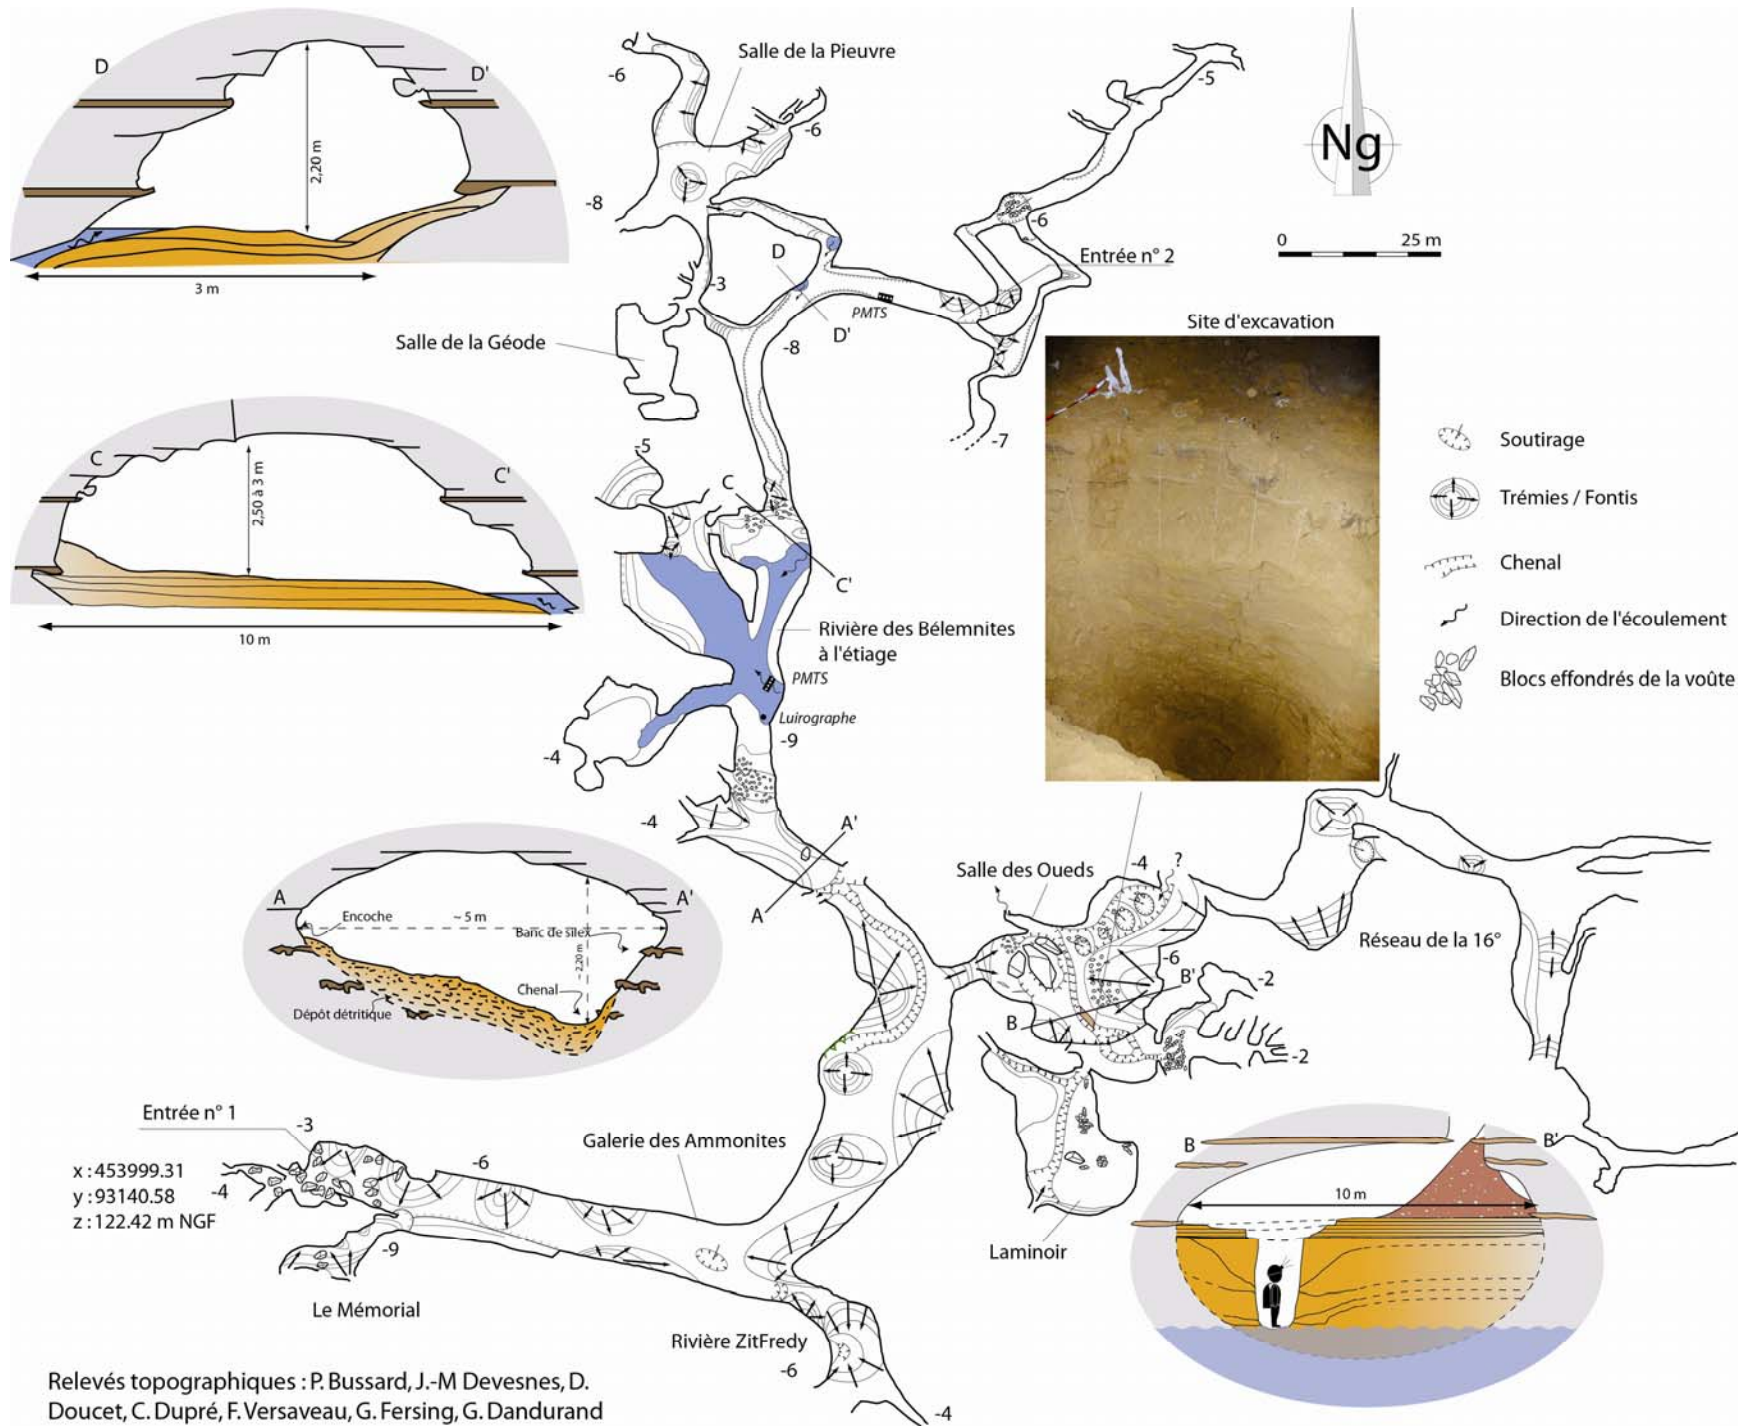 D
D'
2,20 m
3 m
Salle de la Pieuvre
-6
-6
-5
-8
-6
Ng
0 25 m
Entrée n° 2
D
-3
PMTS
D'
-8
Salle de la Géode
-7
Site d'excavation
Soutirage
Trémies / Fontis
Chenal
Direction de l'écoulement
Blocs effondrés de la voûte
C
C'
2,50 à 3 m
10 m
-5
C
C'
Rivière des Bélemnites
à l'étiage
PMTS
Luirographe
-9
-4
-4
A'
A
A
A'
Encoche
~ 5 m
Banc de silex
~ 2,20 m
Chenal
Dépôt détritique
Salle des Oueds
-4
?
-6
B'
B
-2
-2
Réseau de la 16°
Laminoir
Entrée n° 1
-3
-6
x : 453999.31
y : 93140.58
z : 122.42 m NGF
-4
-9
Le Mémorial
Galerie des Ammonites
Rivière ZitFredy
-6
-4
B
B'
10 m
Relevés topographiques : P. Bussard, J.-M Devesnes, D.
Doucet, C. Dupré, F. Versaveau, G. Fersing, G. Dandurand